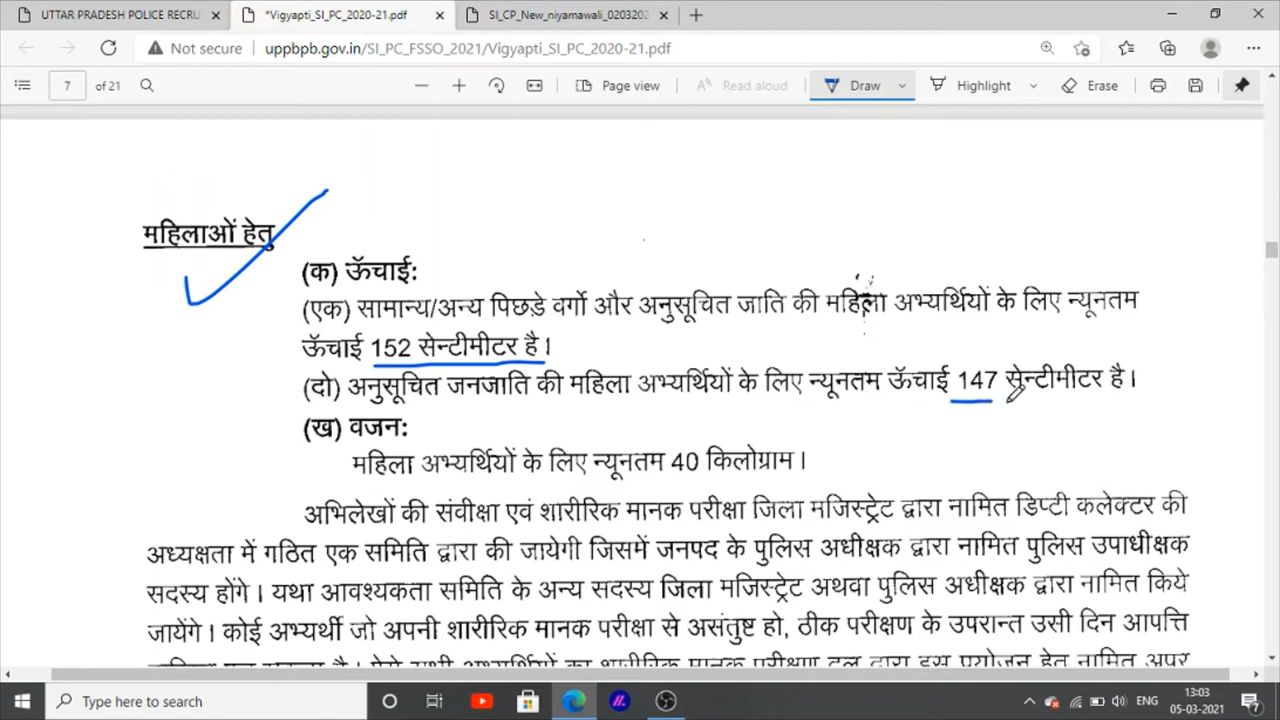 UTTAR PRADESH POLICE RECRU
*Vigyapti_SI_PC_2020-21.pdf
SI_CP_New_niyamawali_0203202
Not secure
uppbpb.gov.in/SI_PC_FSSO_2021/Vigyapti_SI_PC_2020-21.pdf
7 of 21
Page view
Read aloud
Draw
Highlight
Erase
महिलाओं हेतु
(क) ऊँचाई:
(एक) सामान्य/अन्य पिछड़े वर्गो और अनुसूचित जाति की महिला अभ्यर्थियों के लिए न्यूनतम
ऊँचाई 152 सेन्टीमीटर है।
(दो) अनुसूचित जनजाति की महिला अभ्यर्थियों के लिए न्यूनतम ऊँचाई 147 सेन्टीमीटर है।
(ख) वजन:
महिला अभ्यर्थियों के लिए न्यूनतम 40 किलोग्राम।
अभिलेखों की संवीक्षा एवं शारीरिक मानक परीक्षा जिला मजिस्ट्रेट द्वारा नामित डिप्टी कलेक्टर की
अध्यक्षता में गठित एक समिति द्वारा की जायेगी जिसमें जनपद के पुलिस अधीक्षक द्वारा नामित पुलिस उपाधीक्षक
सदस्य होंगे। यथा आवश्यकता समिति के अन्य सदस्य जिला मजिस्ट्रेट अथवा पुलिस अधीक्षक द्वारा नामित किये
जायेंगे। कोई अभ्यर्थी जो अपनी शारीरिक मानक परीक्षा से असंतुष्ट हो, ठीक परीक्षण के उपरान्त उसी दिन आपत्ति
Type here to search
ENG
13:03
05-03-2021